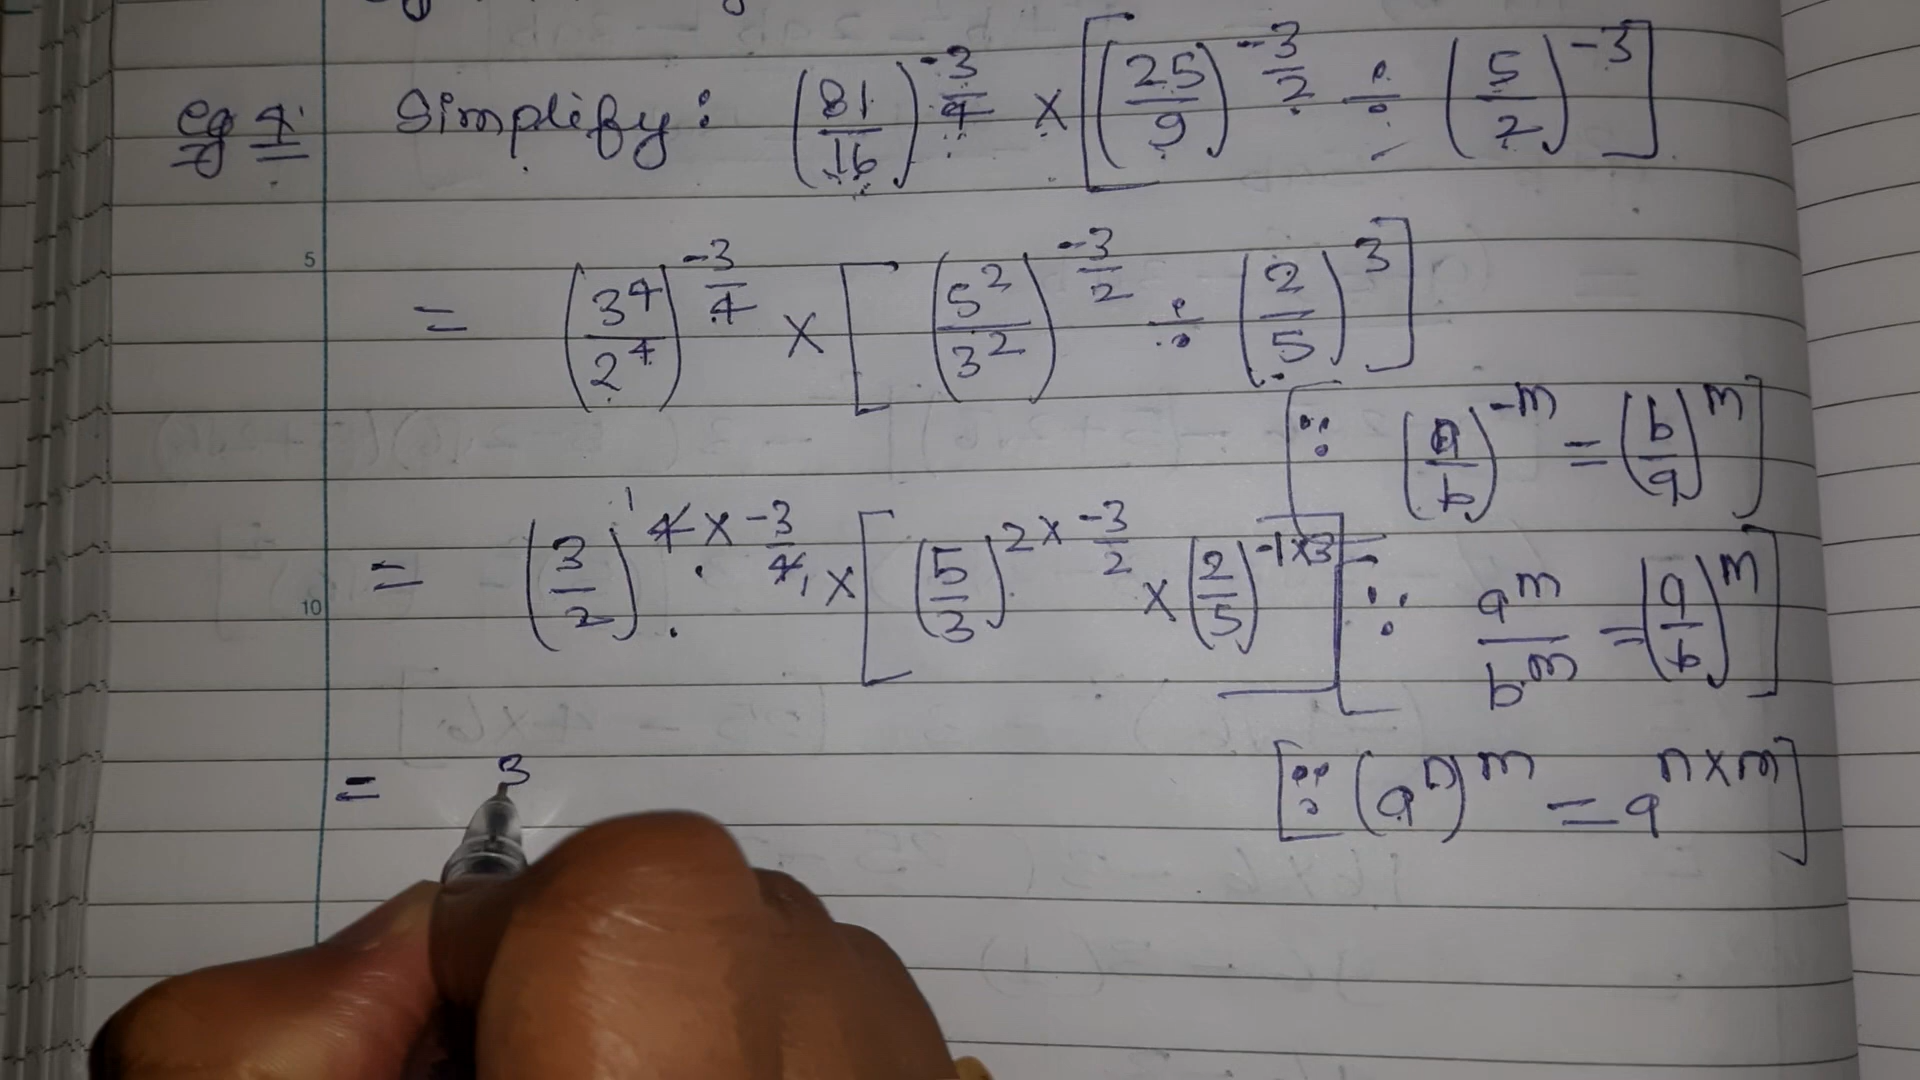 eg 4. Simplify: (81/16)^(-3/4) × [(25/9)^(-3/2) ÷ (5/2)^(-3)]
5
= (3^4/2^4)^(-3/4) × [(5^2/3^2)^(-3/2) ÷ (2/5)^3]
[∵ (a/b)^(-m) = (b/a)^m]
10
= (3/2)^(4 × -3/4) × [(5/3)^(2 × -3/2) × (2/5)^(-1×3)] [∵ a^m/b^m = (a/b)^m]
= 3 [∵ (a^n)^m = a^(n×m)]